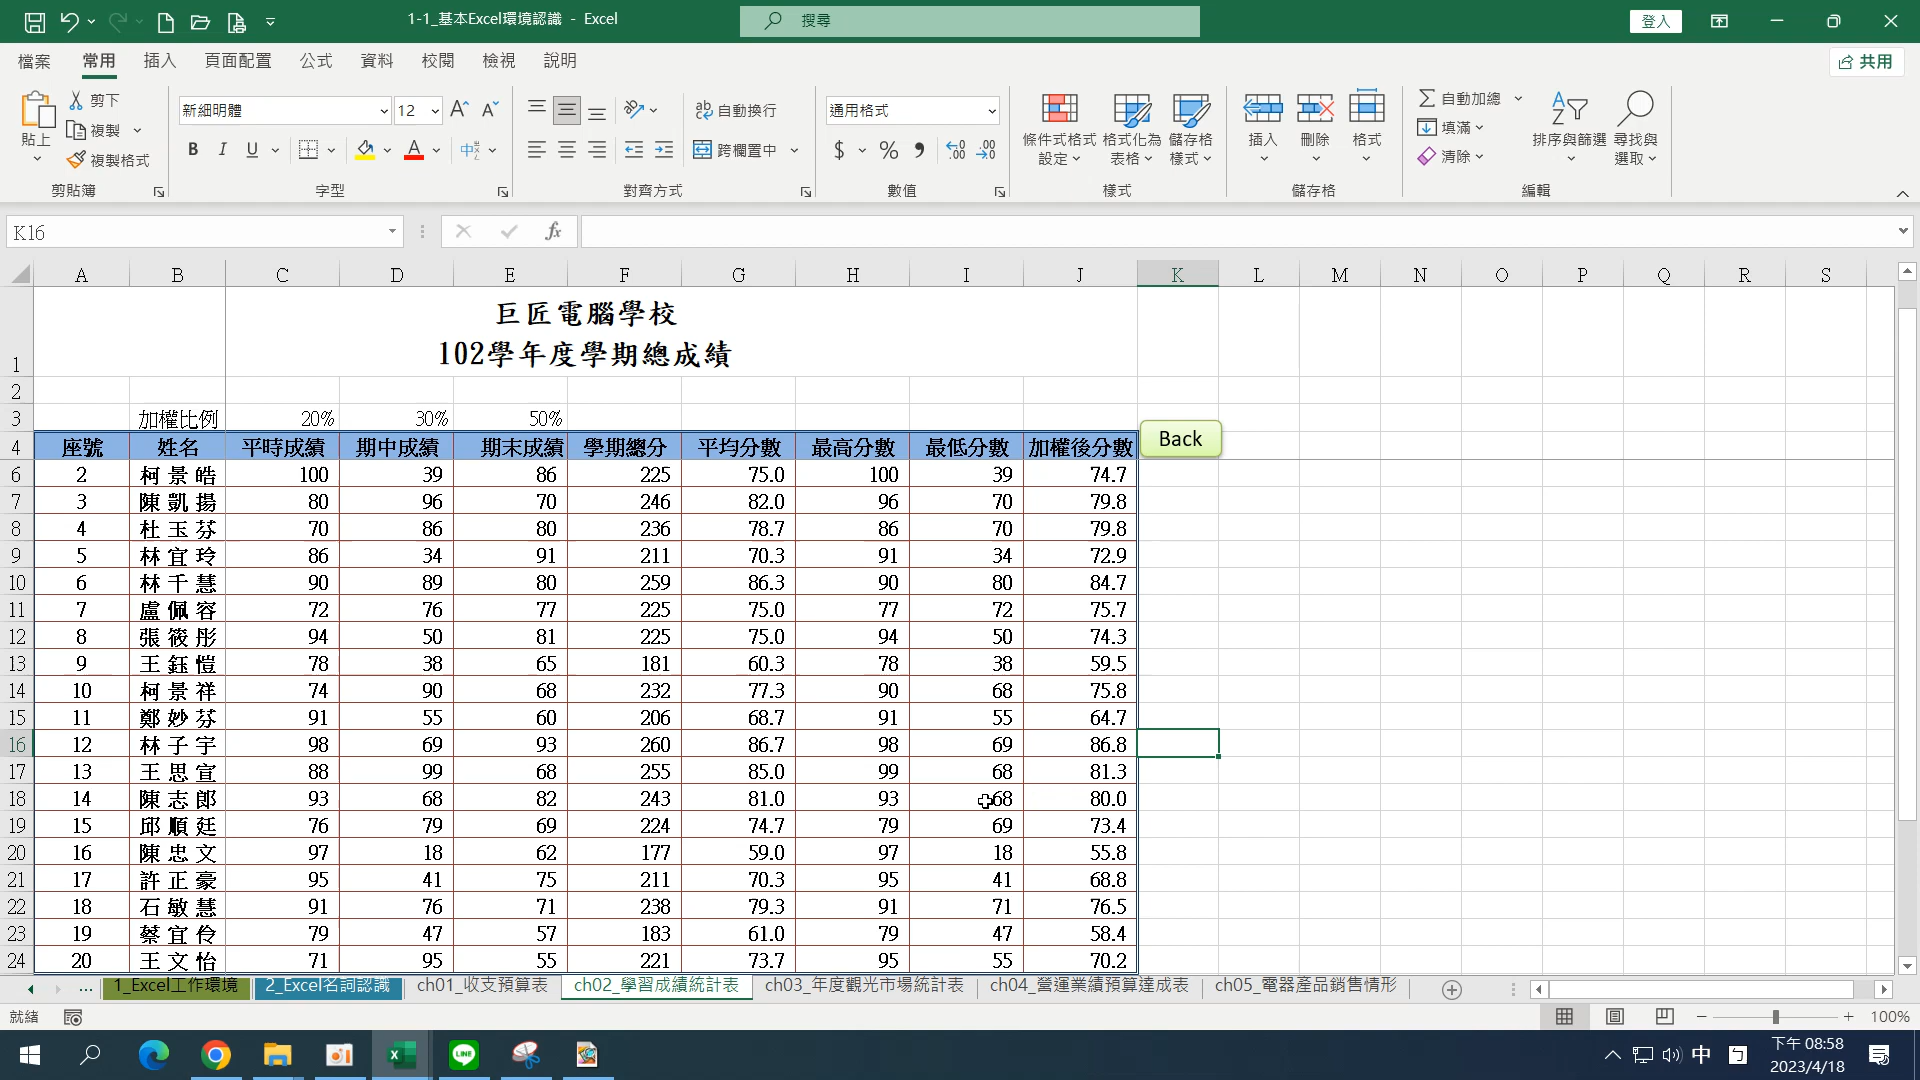 1-1_基本Excel環境認識 - Excel
搜尋
登入
檔案 常用 插入 頁面配置 公式 資料 校閱 檢視 說明
共用
貼上
剪下
複製
複製格式
剪貼簿
新細明體 12
B I U A 中
字型
ab 自動換行
跨欄置中
對齊方式
通用格式
$ % 9
數值
條件式格式設定
格式化為表格
儲存格樣式
樣式
插入 刪除 格式
儲存格
自動加總
填滿
清除
排序與篩選
尋找與選取
編輯
K16 fx
A B C D E F G H I J K L M N O P Q R S
巨匠電腦學校
1 102學年度學期總成績
2
3 加權比例 20% 30% 50%
4 座號 姓名 平時成績 期中成績 期末成績 學期總分 平均分數 最高分數 最低分數 加權後分數 Back
6 2 柯景皓 100 39 86 225 75.0 100 39 74.7
7 3 陳凱揚 80 96 70 246 82.0 96 70 79.8
8 4 杜玉芬 70 86 80 236 78.7 86 70 79.8
9 5 林宜玲 86 34 91 211 70.3 91 34 72.9
10 6 林千慧 90 89 80 259 86.3 90 80 84.7
11 7 盧佩容 72 76 77 225 75.0 77 72 75.7
12 8 張筱彤 94 50 81 225 75.0 94 50 74.3
13 9 王鈺愷 78 38 65 181 60.3 78 38 59.5
14 10 柯景祥 74 90 68 232 77.3 90 68 75.8
15 11 鄭妙芬 91 55 60 206 68.7 91 55 64.7
16 12 林子宇 98 69 93 260 86.7 98 69 86.8
17 13 王思宣 88 99 68 255 85.0 99 68 81.3
18 14 陳志郎 93 68 82 243 81.0 93 68 80.0
19 15 邱順廷 76 79 69 224 74.7 79 69 73.4
20 16 陳忠文 97 18 62 177 59.0 97 18 55.8
21 17 許正豪 95 41 75 211 70.3 95 41 68.8
22 18 石敏慧 91 76 71 238 79.3 91 71 76.5
23 19 蔡宜伶 79 47 57 183 61.0 79 47 58.4
24 20 王文怡 71 95 55 221 73.7 95 55 70.2
... 1_Excel工作環境 2_Excel名詞認識 ch01_收支預算表 ch02_學習成績統計表 ch03_年度觀光市場統計表 ch04_營運業績預算達成表 ch05_電器產品銷售情形
就緒 100%
中 下午 08:58
2023/4/18